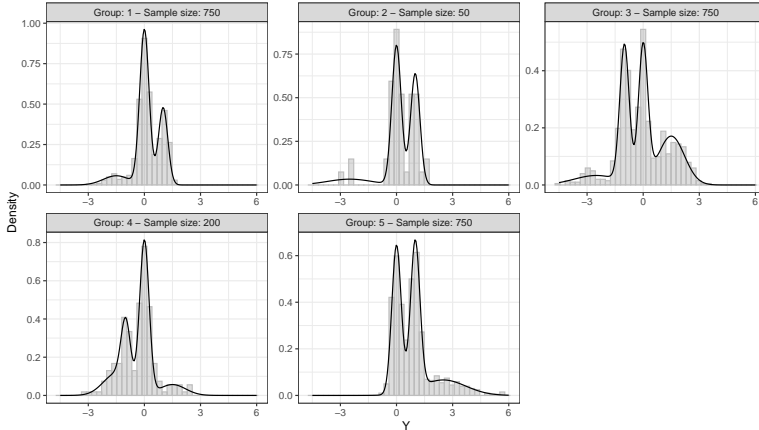 Group: 1 – Sample size: 750
Group: 2 – Sample size: 50
Group: 3 – Sample size: 750
1.00
0.75
0.50
0.25
0.00
0.75
0.50
0.25
0.00
0.4
0.2
0.0
−3 0 3 6
−3 0 3 6
−3 0 3 6
Density
Group: 4 – Sample size: 200
Group: 5 – Sample size: 750
0.8
0.6
0.4
0.2
0.0
0.6
0.4
0.2
0.0
−3 0 3 6
−3 0 3 6
Y